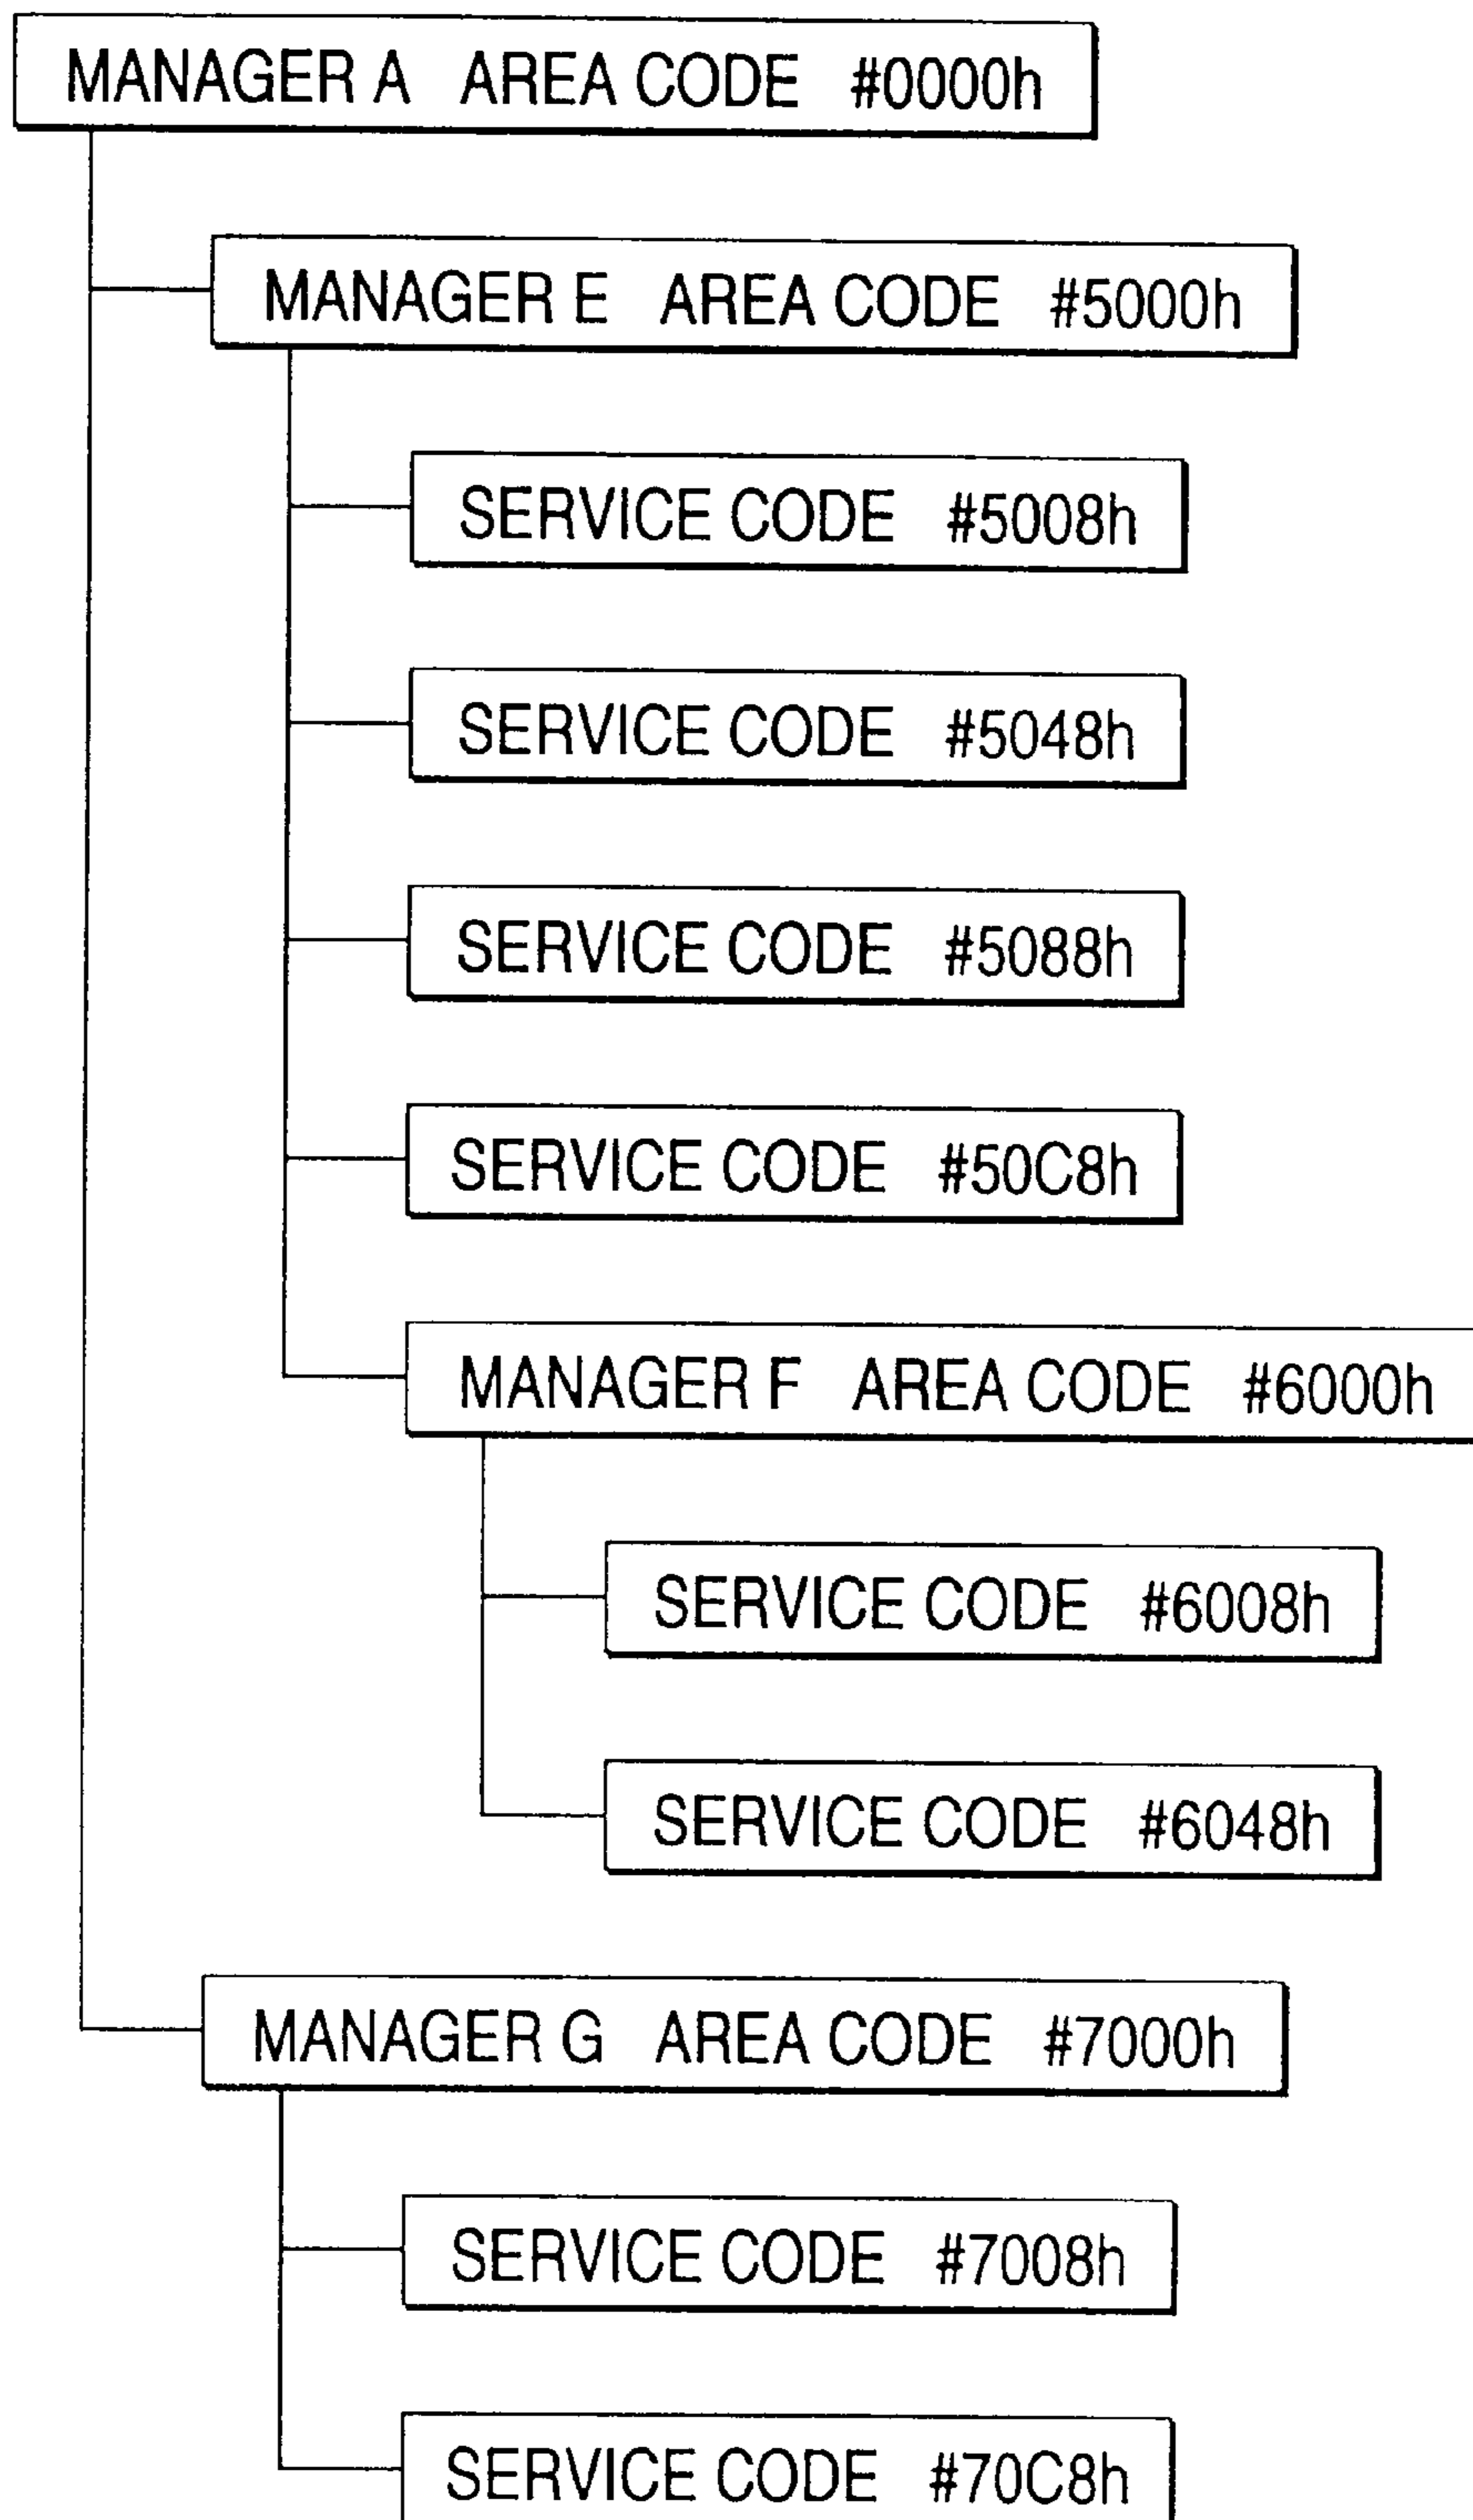 MANAGER A AREA CODE #0000h
MANAGER E AREA CODE #5000h
SERVICE CODE #5008h
SERVICE CODE #5048h
SERVICE CODE #5088h
SERVICE CODE #50C8h
MANAGER F AREA CODE #6000h
SERVICE CODE #6008h
SERVICE CODE #6048h
MANAGER G AREA CODE #7000h
SERVICE CODE #7008h
SERVICE CODE #70C8h